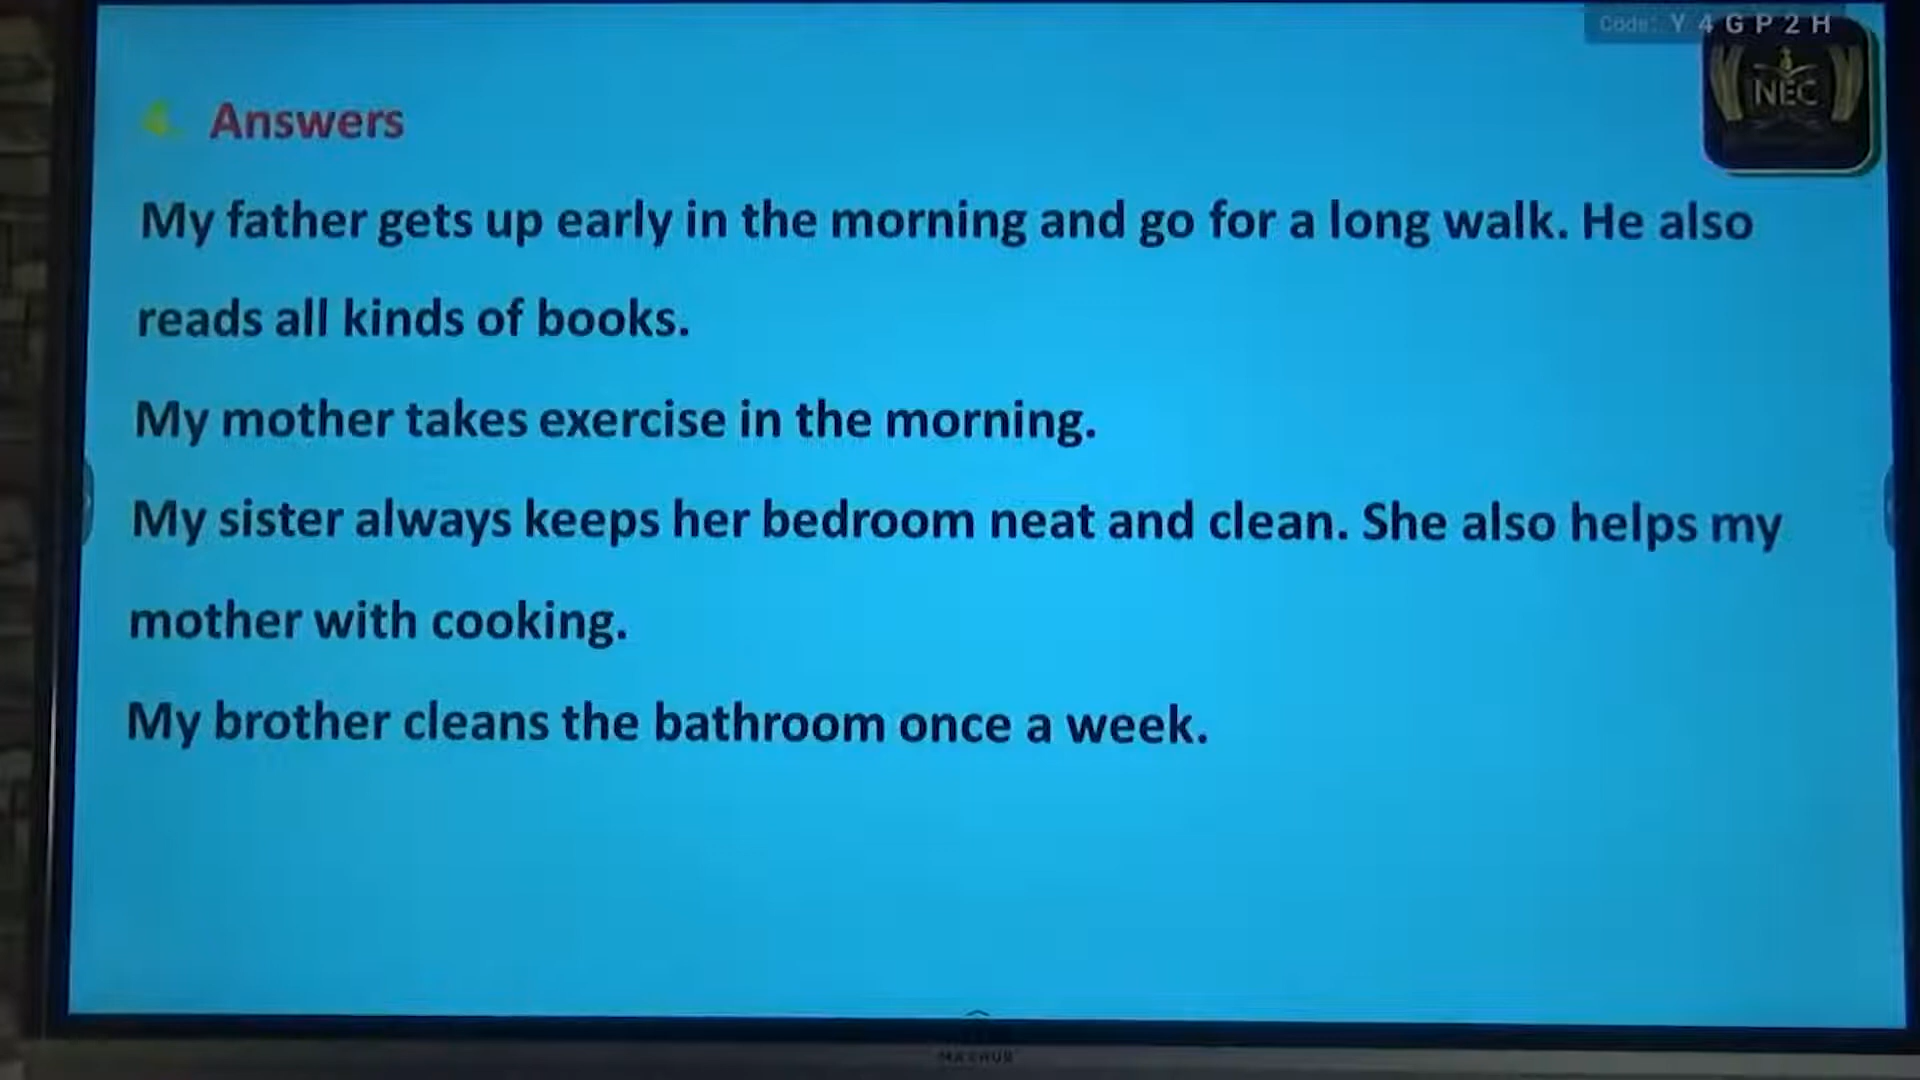 Code: Y 4 G P 2 H
NEC
4. Answers
My father gets up early in the morning and go for a long walk. He also
reads all kinds of books.
My mother takes exercise in the morning.
My sister always keeps her bedroom neat and clean. She also helps my
mother with cooking.
My brother cleans the bathroom once a week.
MAXHUB